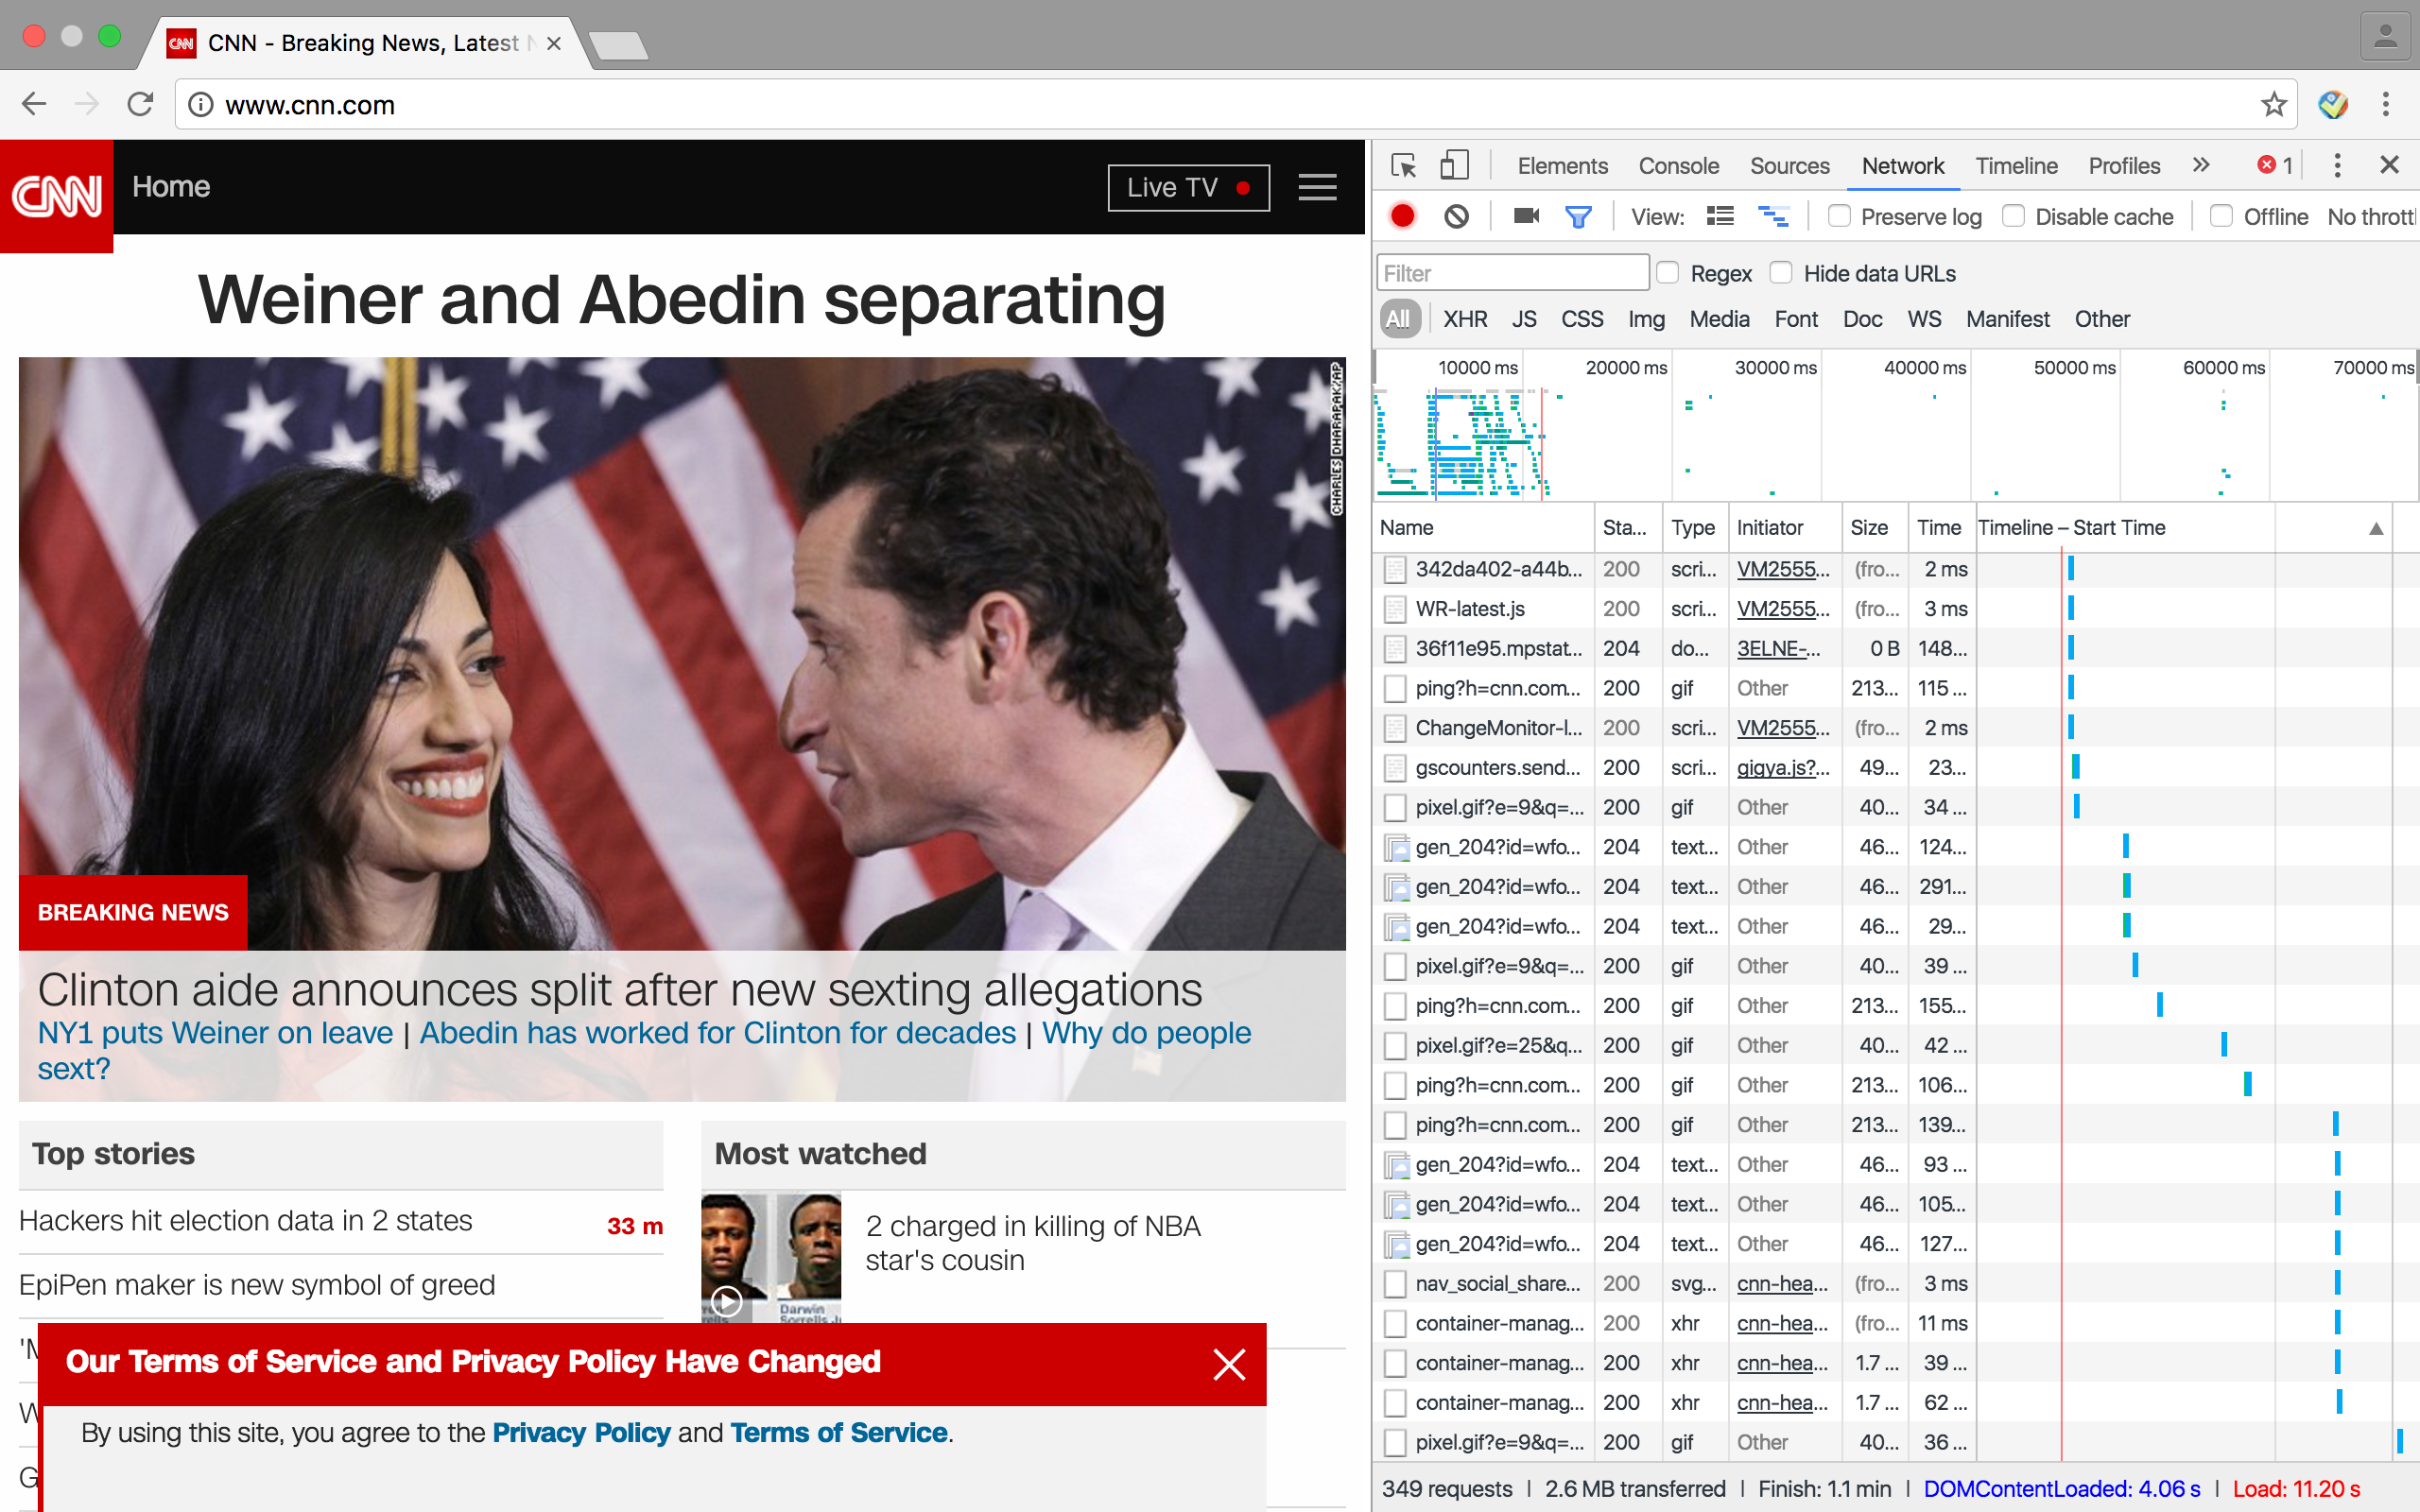 CNN CNN - Breaking News, Latest
www.cnn.com
CNN Home Live TV
Weiner and Abedin separating
CHARLES DHARAPAK/AP
BREAKING NEWS
Clinton aide announces split after new sexting allegations
NY1 puts Weiner on leave | Abedin has worked for Clinton for decades | Why do people
sext?
Top stories
Hackers hit election data in 2 states 33 m
EpiPen maker is new symbol of greed
'M
W
G
Most watched
2 charged in killing of NBA
star's cousin
Darwin
Our Terms of Service and Privacy Policy Have Changed
By using this site, you agree to the Privacy Policy and Terms of Service.
Elements Console Sources Network Timeline Profiles » 1
View: Preserve log Disable cache Offline No thrott
Filter Regex Hide data URLs
All XHR JS CSS Img Media Font Doc WS Manifest Other
10000 ms 20000 ms 30000 ms 40000 ms 50000 ms 60000 ms 70000 ms
Name Sta... Type Initiator Size Time Timeline – Start Time
342da402-a44b... 200 scri... VM2555... (fro... 2 ms
WR-latest.js 200 scri... VM2555... (fro... 3 ms
36f11e95.mpstat... 204 do... 3ELNE-... 0 B 148...
ping?h=cnn.com... 200 gif Other 213... 115 ...
ChangeMonitor-l... 200 scri... VM2555... (fro... 2 ms
gscounters.send... 200 scri... gigya.js?... 49... 23...
pixel.gif?e=9&q=... 200 gif Other 40... 34 ...
gen_204?id=wfo... 204 text... Other 46... 124...
gen_204?id=wfo... 204 text... Other 46... 291...
gen_204?id=wfo... 204 text... Other 46... 29...
pixel.gif?e=9&q=... 200 gif Other 40... 39 ...
ping?h=cnn.com... 200 gif Other 213... 155...
pixel.gif?e=25&q... 200 gif Other 40... 42 ...
ping?h=cnn.com... 200 gif Other 213... 106...
ping?h=cnn.com... 200 gif Other 213... 139...
gen_204?id=wfo... 204 text... Other 46... 93 ...
gen_204?id=wfo... 204 text... Other 46... 105...
gen_204?id=wfo... 204 text... Other 46... 127...
nav_social_share... 200 svg... cnn-hea... (fro... 3 ms
container-manag... 200 xhr cnn-hea... (fro... 11 ms
container-manag... 200 xhr cnn-hea... 1.7 ... 39 ...
container-manag... 200 xhr cnn-hea... 1.7 ... 62 ...
pixel.gif?e=9&q=... 200 gif Other 40... 36 ...
349 requests | 2.6 MB transferred | Finish: 1.1 min | DOMContentLoaded: 4.06 s | Load: 11.20 s